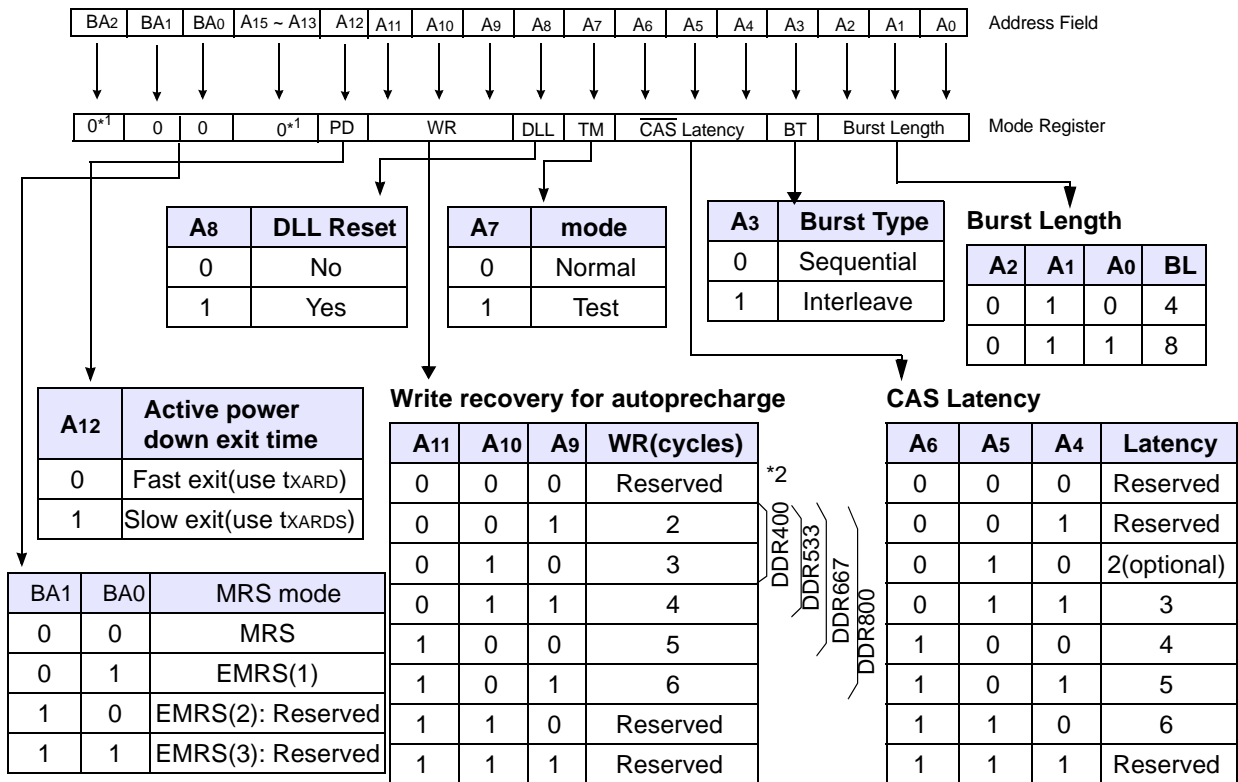 BA2 BA1 BA0 A15 ~ A13 A12 A11 A10 A9 A8 A7 A6 A5 A4 A3 A2 A1 A0 Address Field
0*1 0 0 0*1 PD WR DLL TM CAS Latency BT Burst Length Mode Register
A8 DLL Reset
0 No
1 Yes
A7 mode
0 Normal
1 Test
A3 Burst Type
0 Sequential
1 Interleave
Burst Length
A2 A1 A0 BL
0 1 0 4
0 1 1 8
A12 Active power
down exit time
0 Fast exit(use tXARD)
1 Slow exit(use tXARDS)
BA1 BA0 MRS mode
0 0 MRS
0 1 EMRS(1)
1 0 EMRS(2): Reserved
1 1 EMRS(3): Reserved
Write recovery for autoprecharge
A11 A10 A9 WR(cycles)
0 0 0 Reserved *2
0 0 1 2
0 1 0 3
0 1 1 4
1 0 0 5
1 0 1 6
1 1 0 Reserved
1 1 1 Reserved
DDR400
DDR533
DDR667
DDR800
CAS Latency
A6 A5 A4 Latency
0 0 0 Reserved
0 0 1 Reserved
0 1 0 2(optional)
0 1 1 3
1 0 0 4
1 0 1 5
1 1 0 6
1 1 1 Reserved